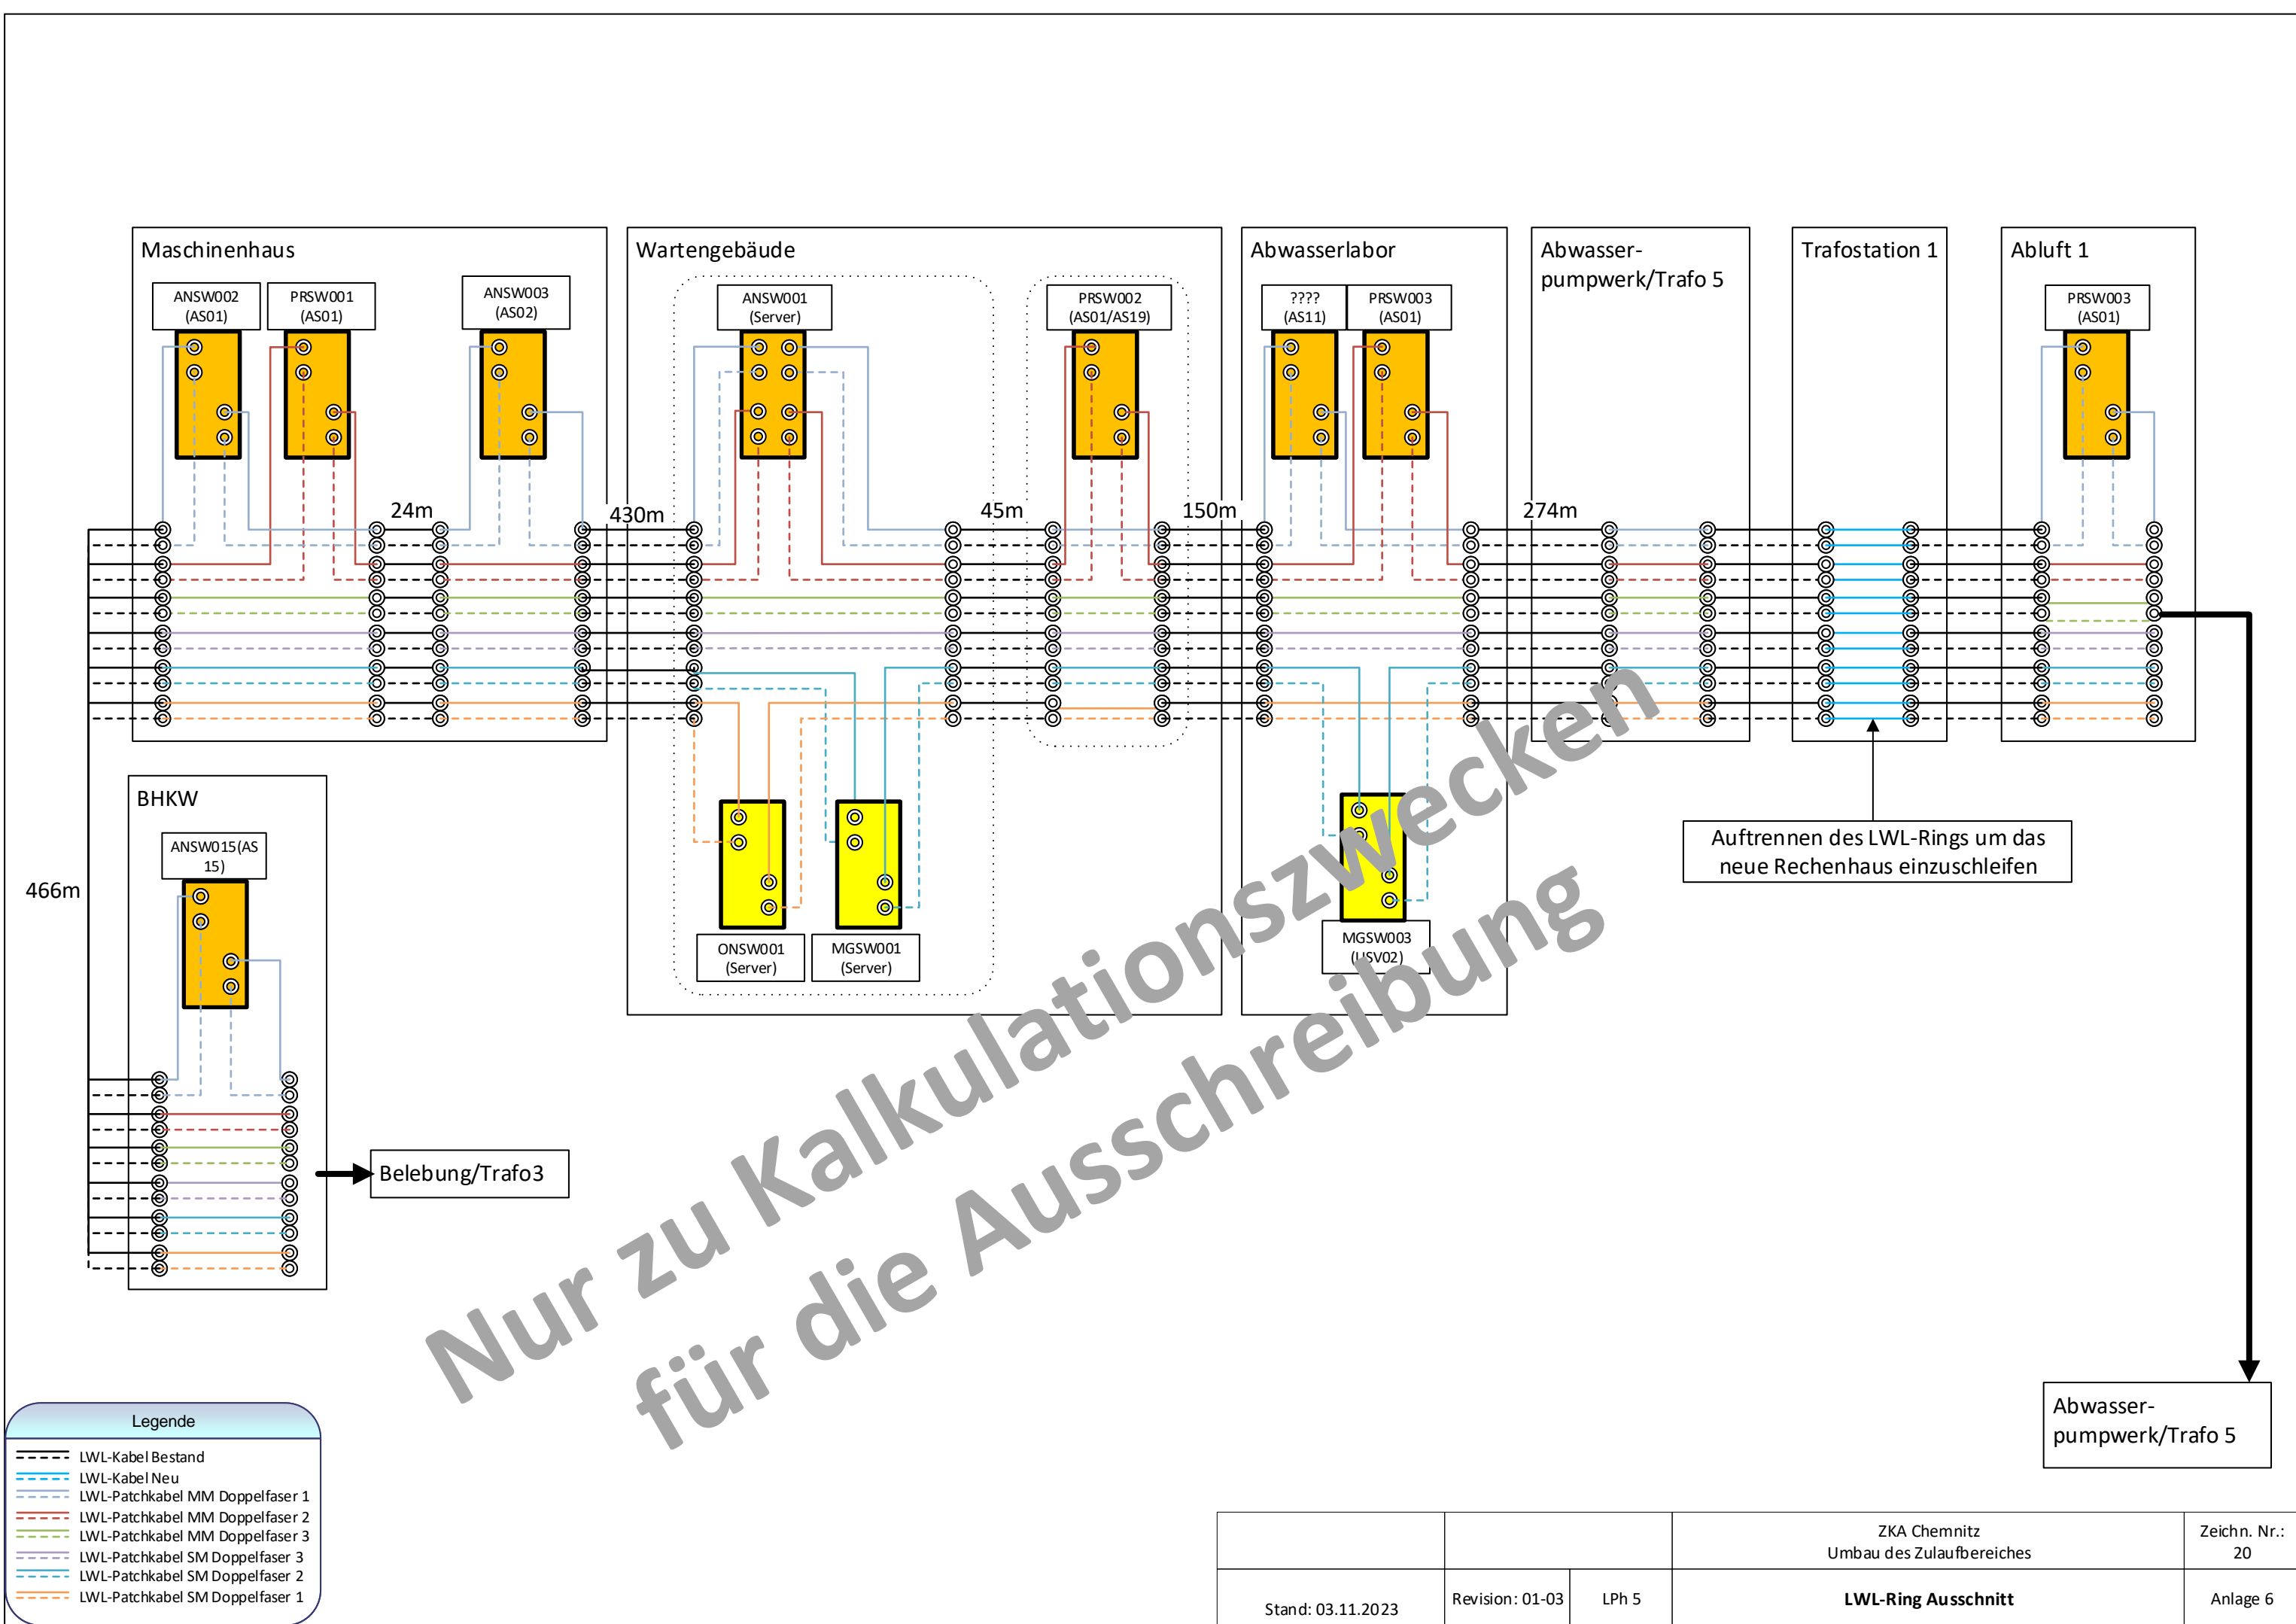 Maschinenhaus
ANSW002
(AS01)
PRSW001
(AS01)
ANSW003
(AS02)
24m
430m
Wartengebäude
ANSW001
(Server)
PRSW002
(AS01/AS19)
45m
150m
ONSW001
(Server)
MGSW001
(Server)
Abwasserlabor
????
(AS11)
PRSW003
(AS01)
274m
MGSW003
(USV02)
Abwasser-
pumpwerk/Trafo 5
Trafostation 1
Auftrennen des LWL-Rings um das
neue Rechenhaus einzuschleifen
Abluft 1
PRSW003
(AS01)
BHKW
ANSW015(AS
15)
466m
Belebung/Trafo3
Abwasser-
pumpwerk/Trafo 5
Nur zu Kalkulationszwecken
für die Ausschreibung
Legende
LWL-Kabel Bestand
LWL-Kabel Neu
LWL-Patchkabel MM Doppelfaser 1
LWL-Patchkabel MM Doppelfaser 2
LWL-Patchkabel MM Doppelfaser 3
LWL-Patchkabel SM Doppelfaser 3
LWL-Patchkabel SM Doppelfaser 2
LWL-Patchkabel SM Doppelfaser 1
ZKA Chemnitz
Umbau des Zulaufbereiches
Zeichn. Nr.:
20
Stand: 03.11.2023
Revision: 01-03
LPh 5
LWL-Ring Ausschnitt
Anlage 6